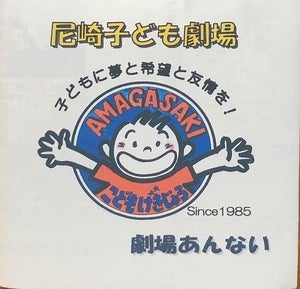 尼崎子ども劇場
子どもに夢と希望と友情を!
AMAGASAKI
こどもげきじょう
Since1985
劇場あんない